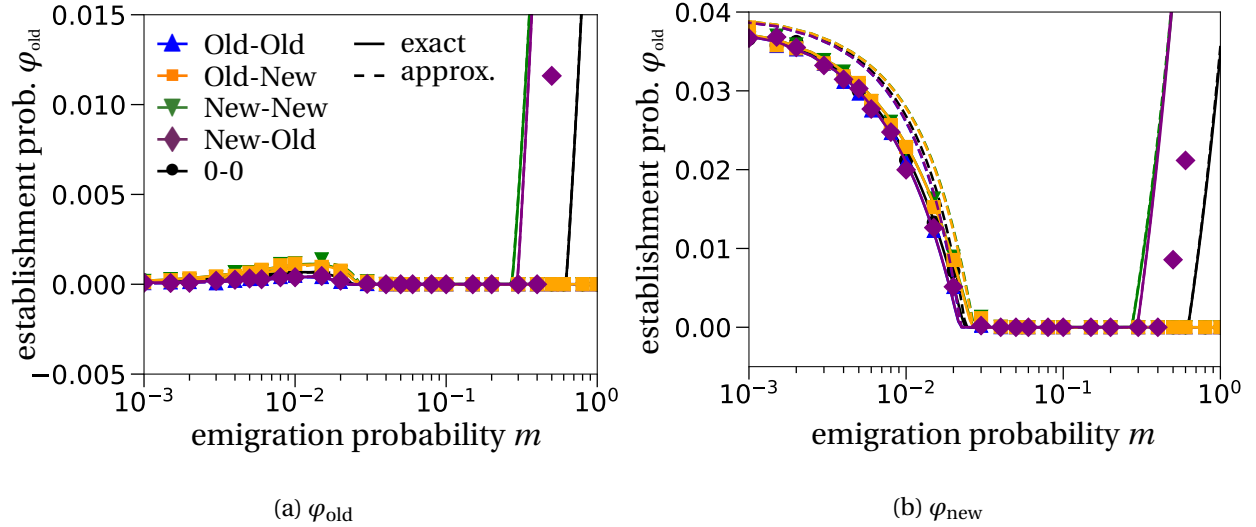 establishment prob. φold
0.015
0.010
0.005
0.000
−0.005
Old-Old
Old-New
New-New
New-Old
0-0
exact
approx.
10⁻³
10⁻²
10⁻¹
10⁰
emigration probability m
(a) φold
establishment prob. φold
0.04
0.03
0.02
0.01
0.00
10⁻³
10⁻²
10⁻¹
10⁰
emigration probability m
(b) φnew